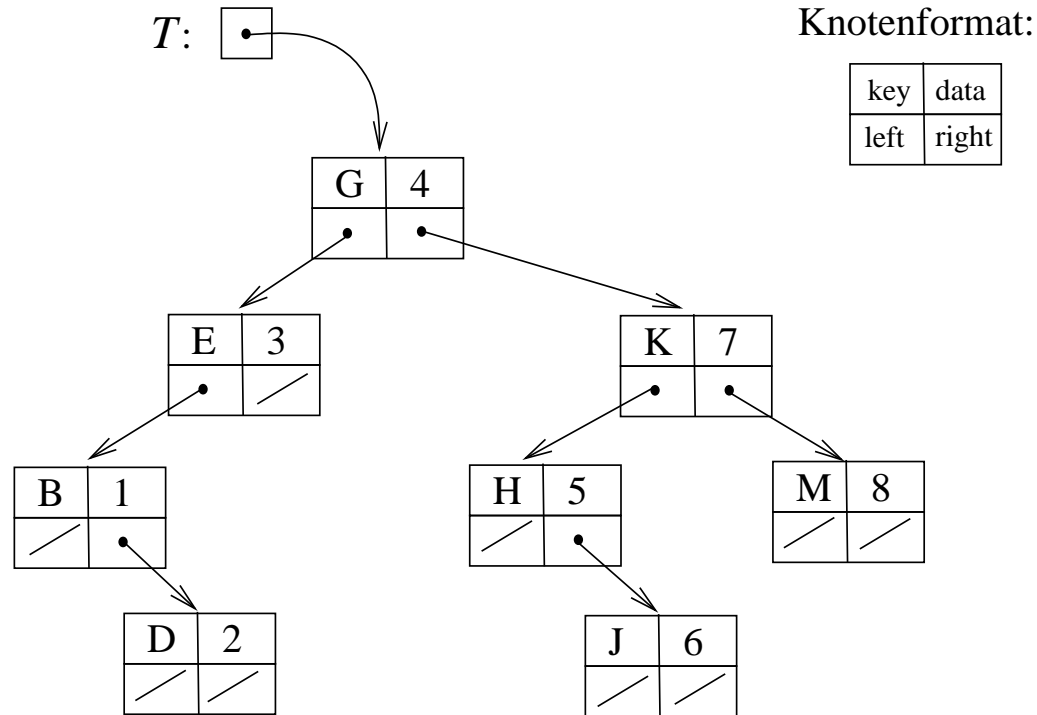 T:
Knotenformat:
key data
left right
G 4
E 3
K 7
B 1
H 5
M 8
D 2
J 6